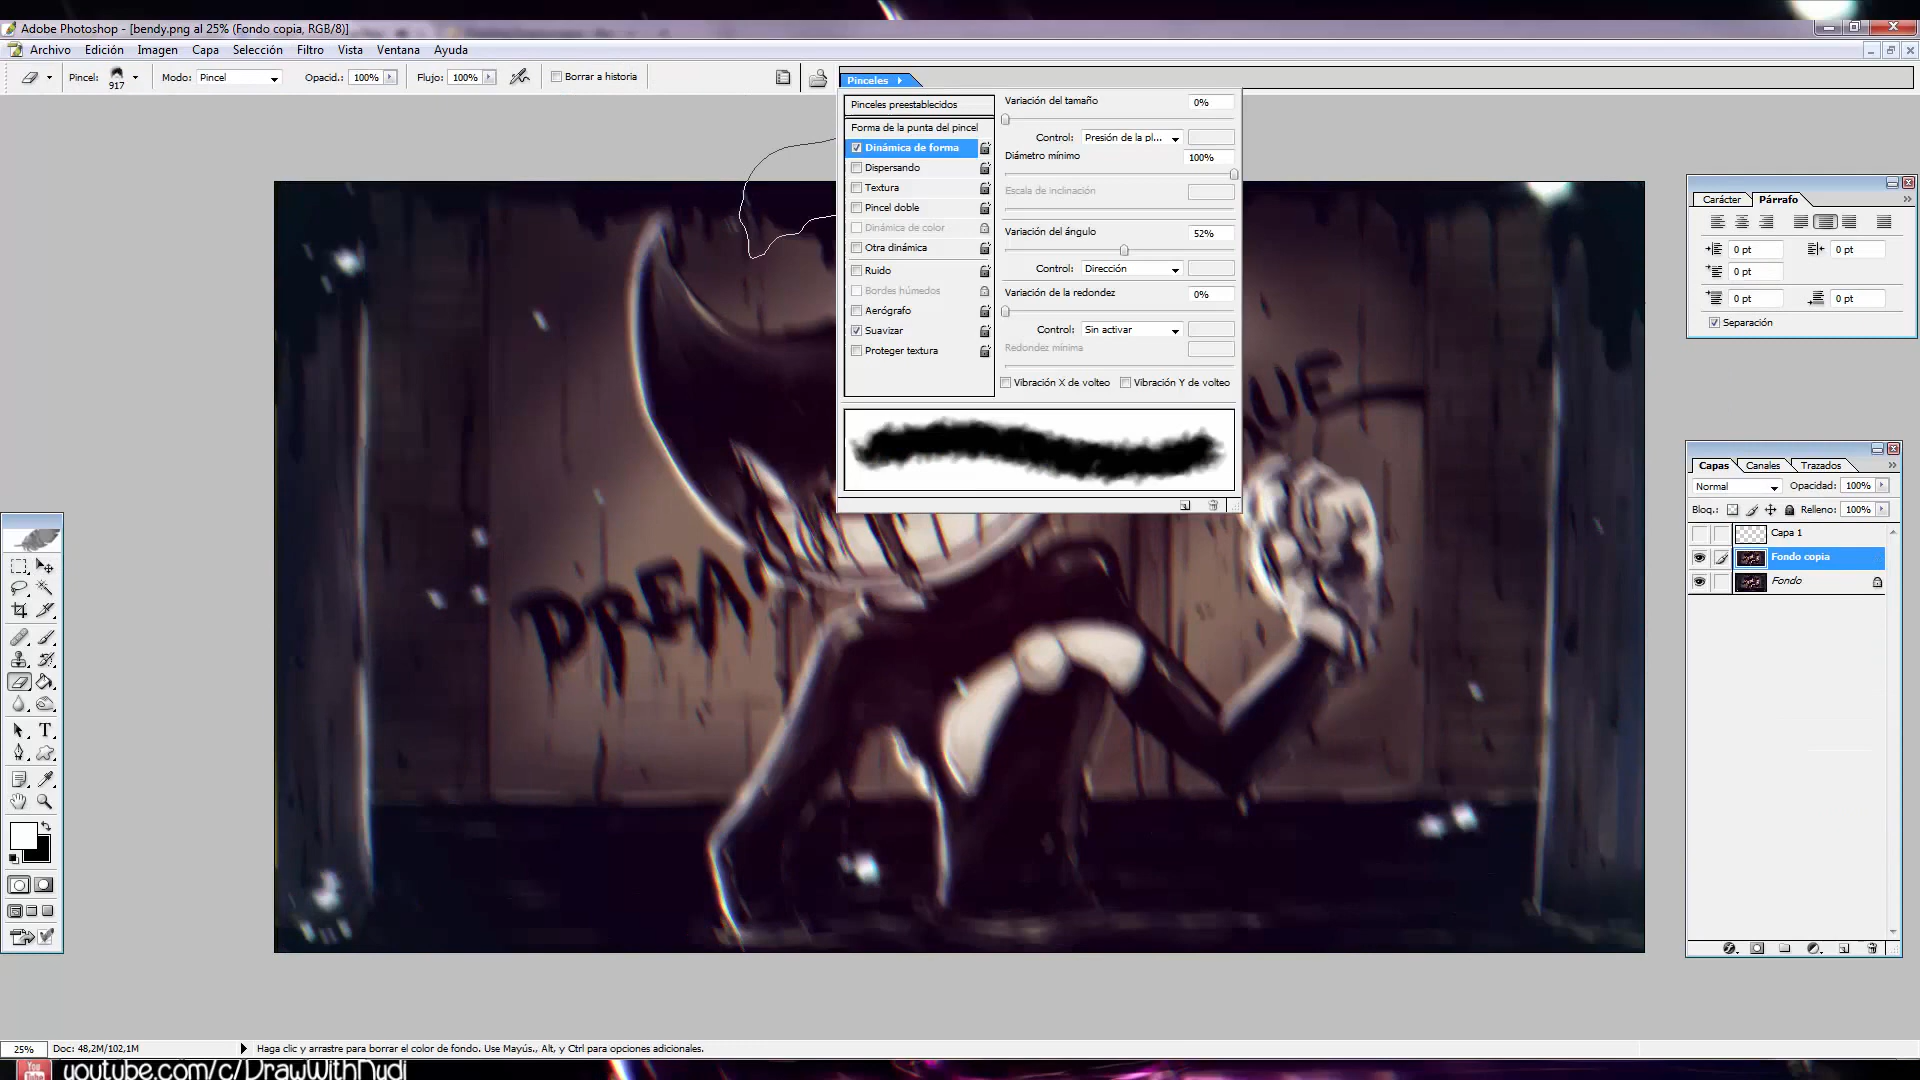 Adobe Photoshop - [bendy.png al 25% (Fondo copia, RGB/8)]
Archivo Edición Imagen Capa Selección Filtro Vista Ventana Ayuda
Pincel: 917 Modo: Pincel Opacid.: 100% Flujo: 100% Borrar a historia
Pinceles
Pinceles preestablecidos
Forma de la punta del pincel
Dinámica de forma
Dispersando
Textura
Pincel doble
Dinámica de color
Otra dinámica
Ruido
Bordes húmedos
Aerógrafo
Suavizar
Proteger textura
Variación del tamaño 0%
Control: Presión de la pl...
Diámetro mínimo 100%
Escala de inclinación
Variación del ángulo 52%
Control: Dirección
Variación de la redondez 0%
Control: Sin activar
Redondez mínima
Vibración X de volteo Vibración Y de volteo
Carácter Párrafo
0 pt 0 pt
0 pt
0 pt 0 pt
Separación
Capas Canales Trazados
Normal Opacidad: 100%
Bloq.: Relleno: 100%
Capa 1
Fondo copia
Fondo
DREA
UE
25% Doc: 48,2M/102,1M Haga clic y arrastre para borrar el color de fondo. Use Mayús., Alt, y Ctrl para opciones adicionales.
You
youtube.com/c/DrawWithNydi